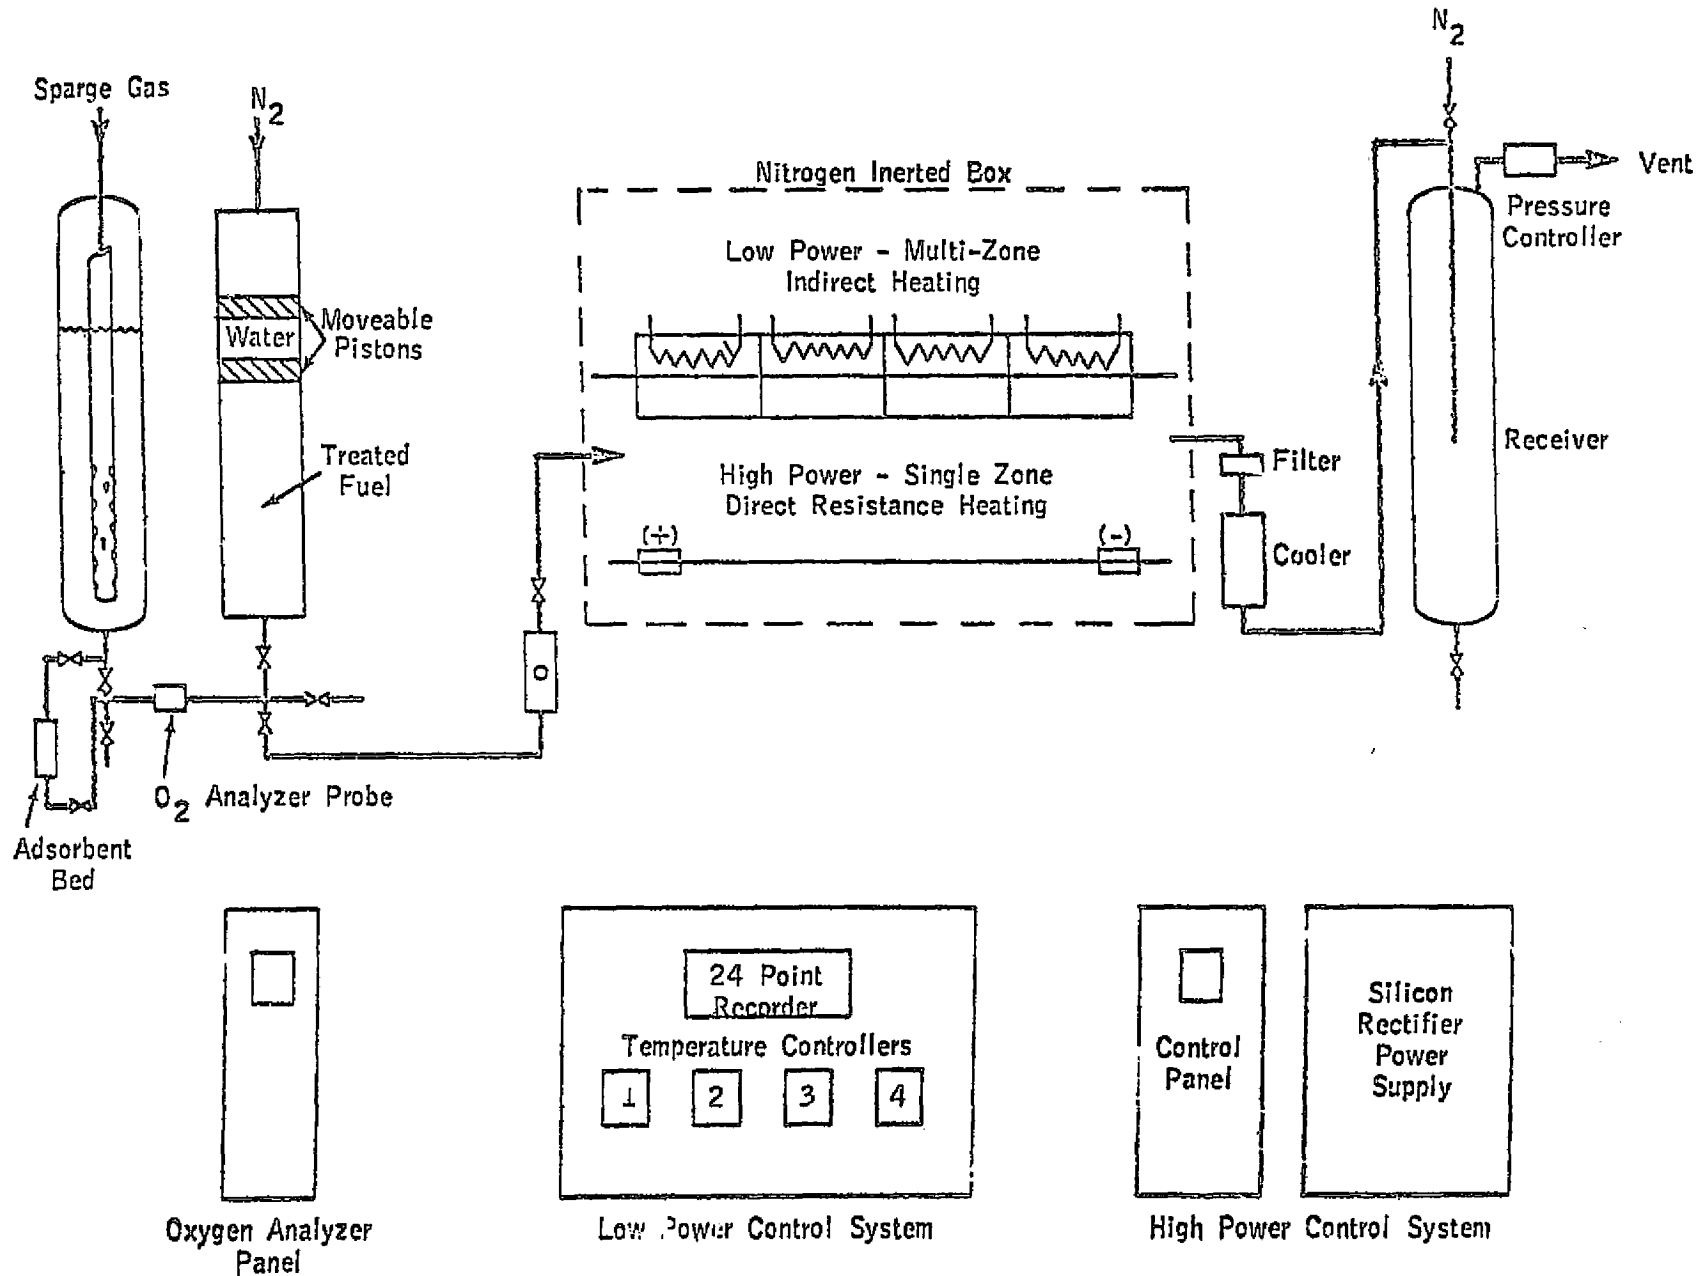 Sparge Gas
N2
N2
Vent
Pressure
Controller
Nitrogen Inerted Box
Low Power - Multi-Zone
Indirect Heating
Moveable
Pistons
Water
Treated
Fuel
High Power - Single Zone
Direct Resistance Heating
(+)
(-)
Receiver
Filter
Cooler
O2 Analyzer Probe
Adsorbent
Bed
24 Point
Recorder
Temperature Controllers
1 2 3 4
Control
Panel
Silicon
Rectifier
Power
Supply
Oxygen Analyzer
Panel
Low Power Control System
High Power Control System